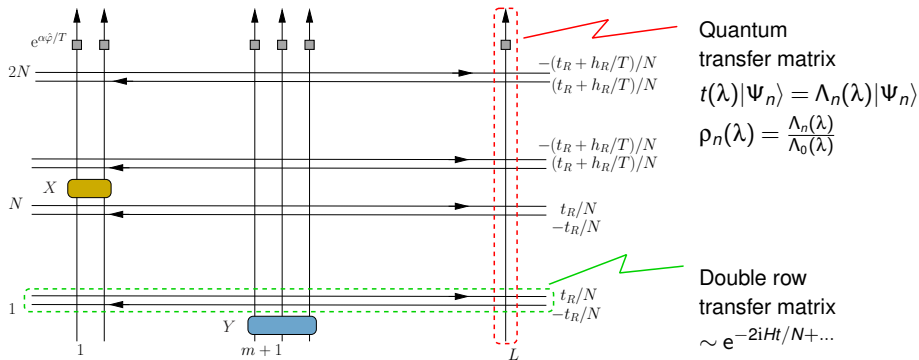 e^{αφ̂/T}
2N
−(t_R + h_R/T)/N
(t_R + h_R/T)/N
−(t_R + h_R/T)/N
(t_R + h_R/T)/N
X
N
t_R/N
−t_R/N
1
t_R/N
−t_R/N
Y
1
m + 1
L
Quantum
transfer matrix
t(λ)|Ψ_n⟩ = Λ_n(λ)|Ψ_n⟩
ρ_n(λ) = Λ_n(λ)/Λ_0(λ)
Double row
transfer matrix
∼ e^{−2iHt/N+...}